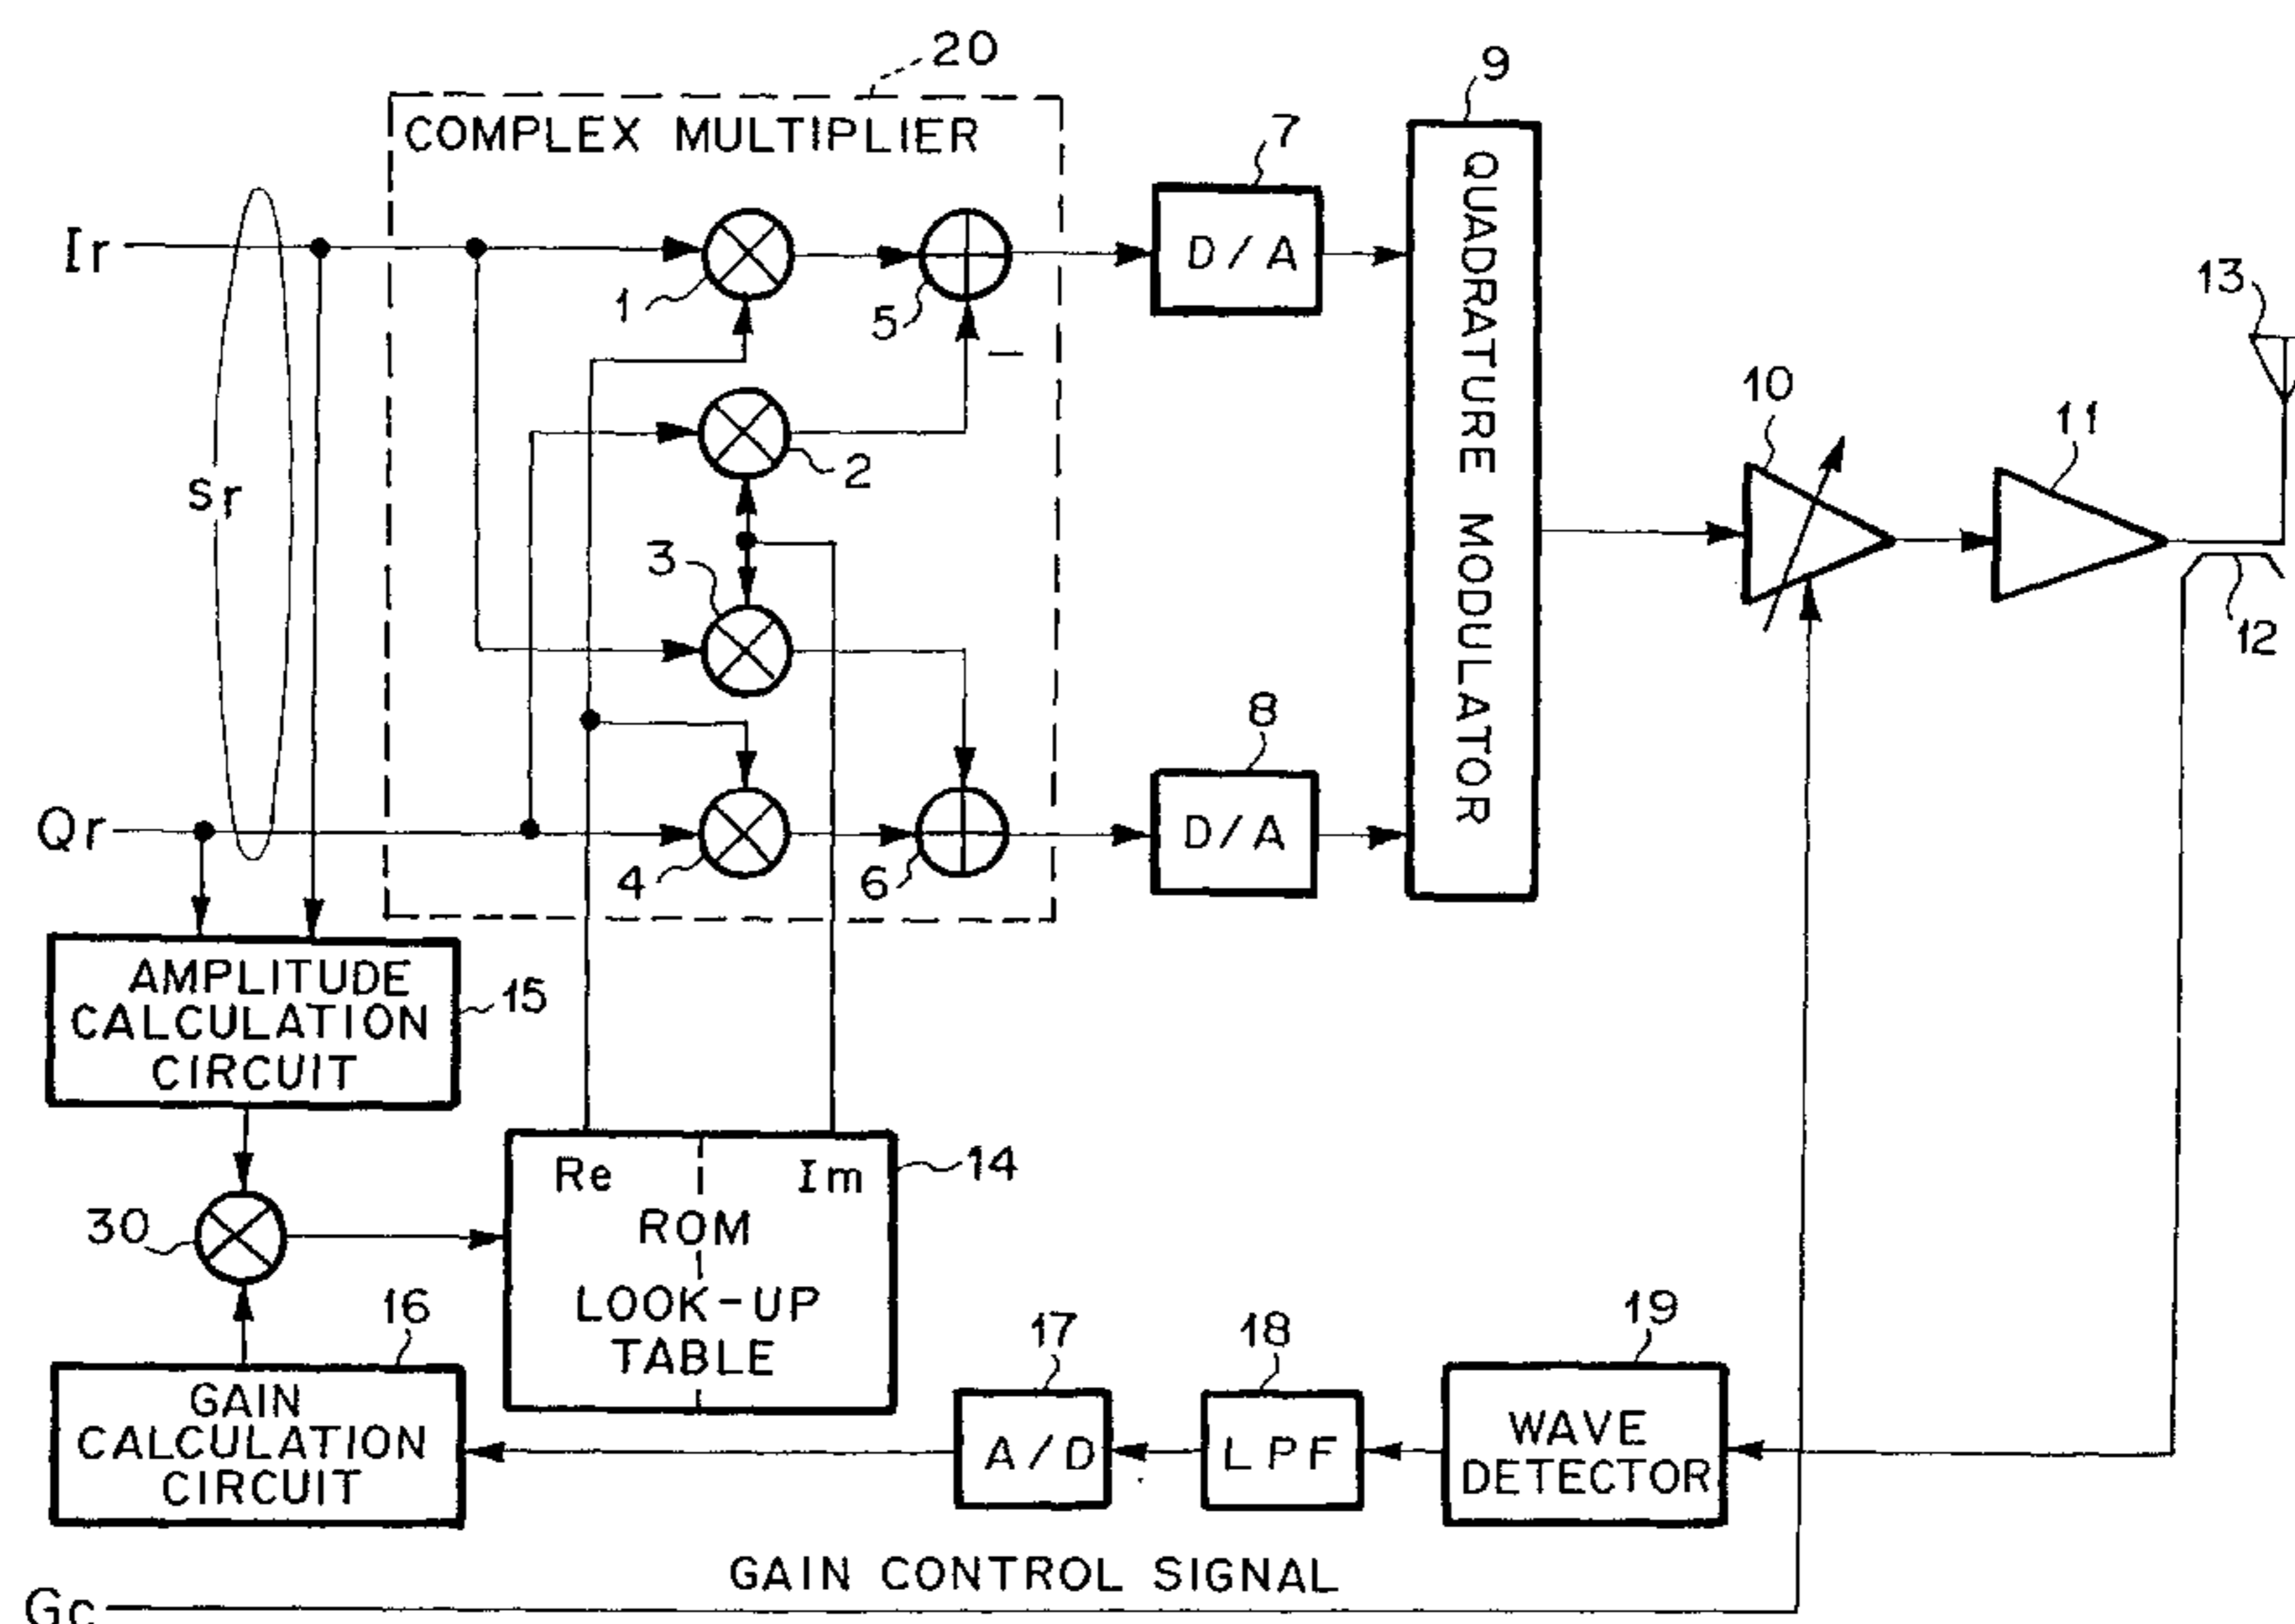 20
COMPLEX MULTIPLIER
9
7
Ir
D/A
1
5
QUADRATURE MODULATOR
13
10
11
2
Sr
3
12
8
Qr
D/A
4
6
AMPLITUDE
CALCULATION
CIRCUIT
15
Re
Im
14
30
ROM
LOOK-UP
TABLE
16
17
18
19
GAIN
CALCULATION
CIRCUIT
A/D
LPF
WAVE
DETECTOR
GAIN CONTROL SIGNAL
Gc